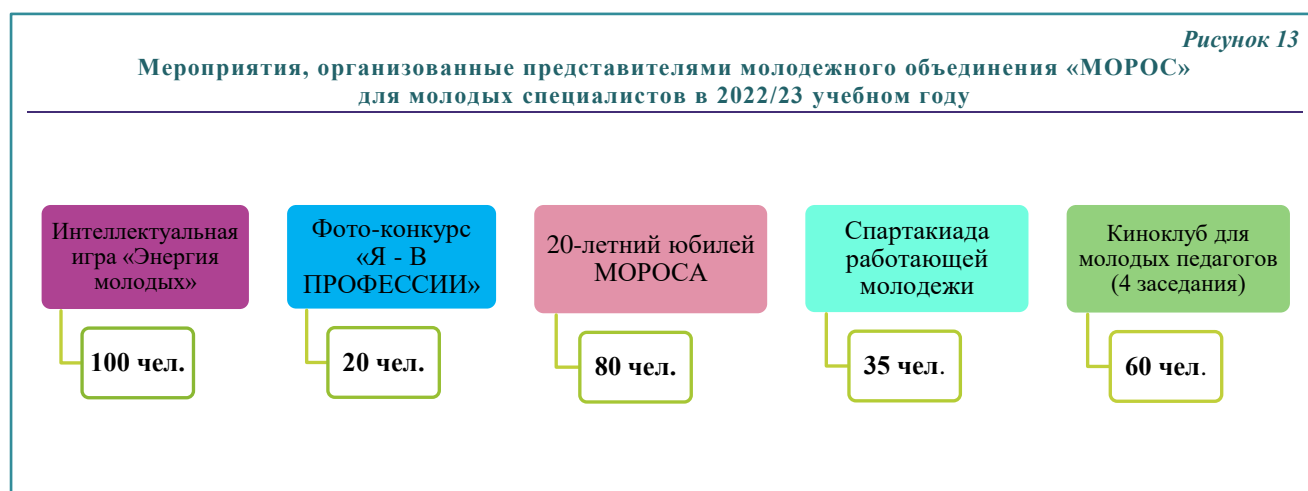 Рисунок 13
Мероприятия, организованные представителями молодежного объединения «МОРОС»
для молодых специалистов в 2022/23 учебном году
Интеллектуальная
игра «Энергия
молодых»
100 чел.
Фото-конкурс
«Я - В
ПРОФЕССИИ»
20 чел.
20-летний юбилей
МОРОСА
80 чел.
Спартакиада
работающей
молодежи
35 чел.
Киноклуб для
молодых педагогов
(4 заседания)
60 чел.